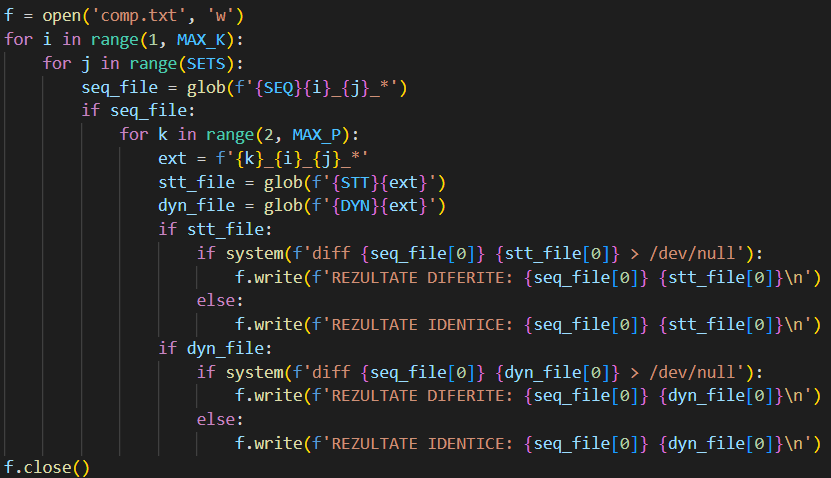 f = open('comp.txt', 'w')
for i in range(1, MAX_K):
    for j in range(SETS):
        seq_file = glob(f'{SEQ}{i}_{j}_*')
        if seq_file:
            for k in range(2, MAX_P):
                ext = f'{k}_{i}_{j}_*'
                stt_file = glob(f'{STT}{ext}')
                dyn_file = glob(f'{DYN}{ext}')
                if stt_file:
                    if system(f'diff {seq_file[0]} {stt_file[0]} > /dev/null'):
                        f.write(f'REZULTATE DIFERITE: {seq_file[0]} {stt_file[0]}\n')
                    else:
                        f.write(f'REZULTATE IDENTICE: {seq_file[0]} {stt_file[0]}\n')
                if dyn_file:
                    if system(f'diff {seq_file[0]} {dyn_file[0]} > /dev/null'):
                        f.write(f'REZULTATE DIFERITE: {seq_file[0]} {dyn_file[0]}\n')
                    else:
                        f.write(f'REZULTATE IDENTICE: {seq_file[0]} {dyn_file[0]}\n')
f.close()